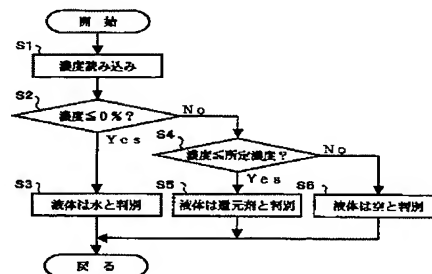 開 始
S1
濃度読み込み
S2
濃度≦0%?
No
Yes
S4
濃度≦所定濃度?
No
Yes
S3
液体は水と判別
S5
液体は還元剤と判別
S6
液体は空と判別
戻 る